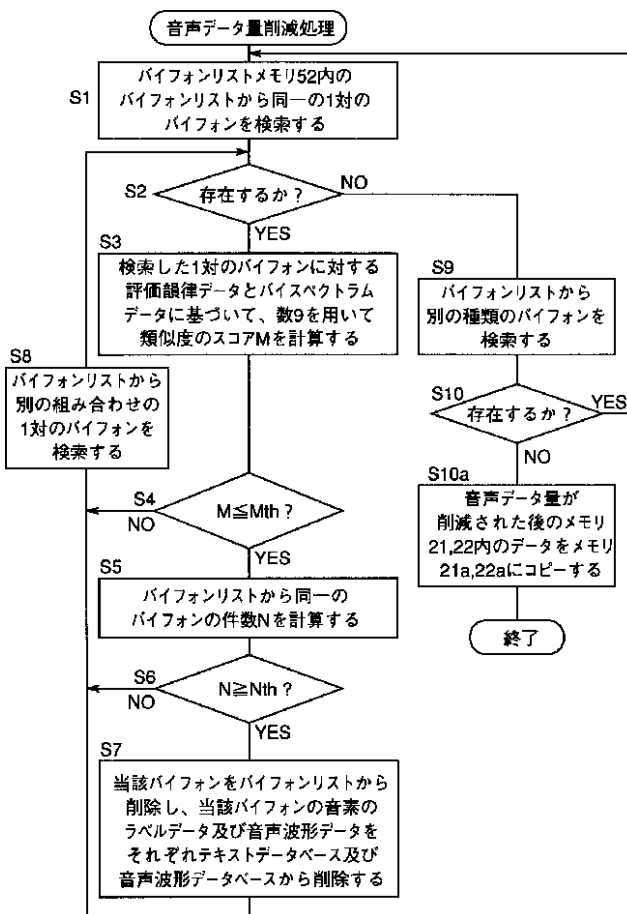 音声データ量削減処理
S1
バイフォンリストメモリ52内の
バイフォンリストから同一の1対の
バイフォンを検索する
S2
存在するか？
NO
YES
S3
検索した1対のバイフォンに対する
評価韻律データとバイスペクトラム
データに基づいて、数9を用いて
類似度のスコアMを計算する
S8
バイフォンリストから
別の組み合わせの
1対のバイフォンを
検索する
S4
M≦Mth？
NO
YES
S5
バイフォンリストから同一の
バイフォンの件数Nを計算する
S6
N≧Nth？
NO
YES
S7
当該バイフォンをバイフォンリストから
削除し、当該バイフォンの音素の
ラベルデータ及び音声波形データを
それぞれテキストデータベース及び
音声波形データベースから削除する
S9
バイフォンリストから
別の種類のバイフォンを
検索する
S10
存在するか？
YES
NO
S10a
音声データ量が
削減された後のメモリ
21,22内のデータをメモリ
21a,22aにコピーする
終了